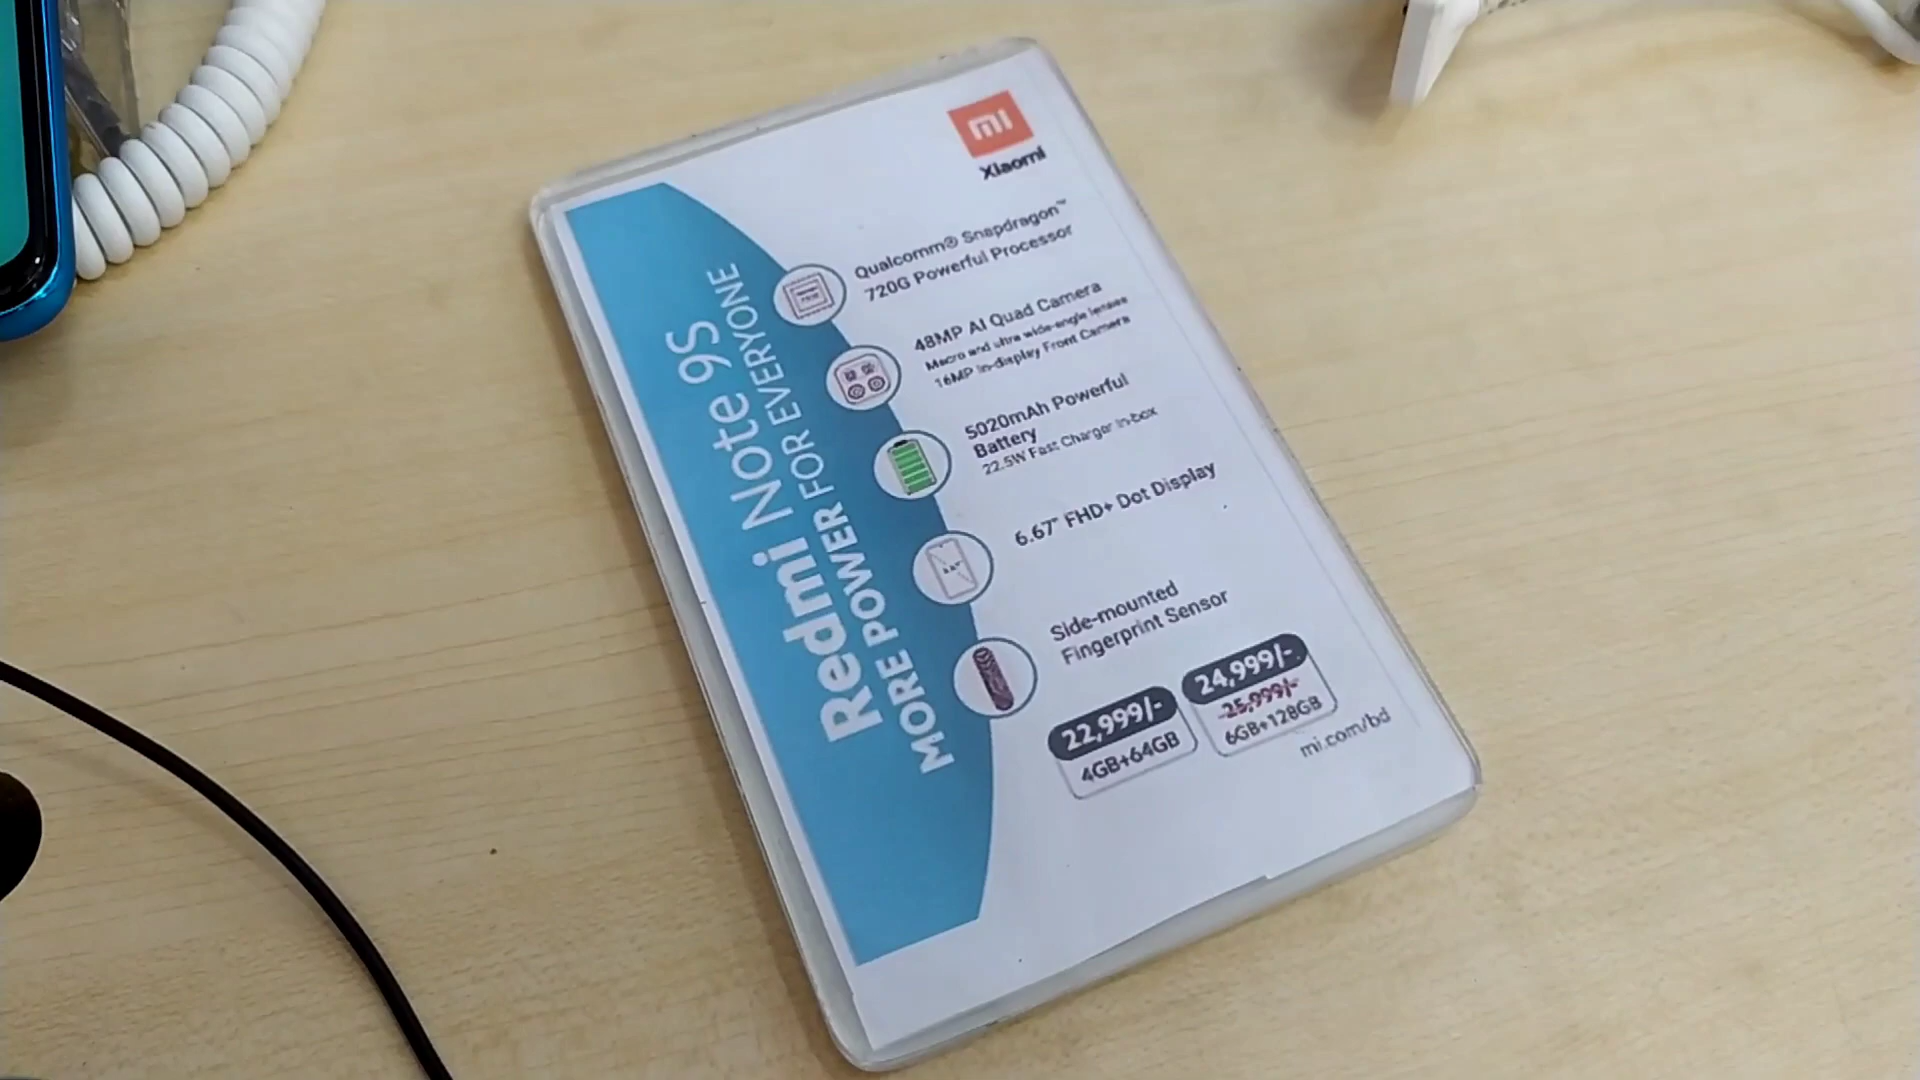 mi
Xiaomi
Redmi Note 9S
MORE POWER FOR EVERYONE
Qualcomm® Snapdragon™
720G Powerful Processor
48MP AI Quad Camera
Macro and ultra wide-angle lenses
16MP In-display Front Camera
5020mAh Powerful
Battery
22.5W Fast Charger In-box
6.67" FHD+ Dot Display
Side-mounted
Fingerprint Sensor
22,999/-
4GB+64GB
24,999/-
25,999/-
6GB+128GB
mi.com/bd